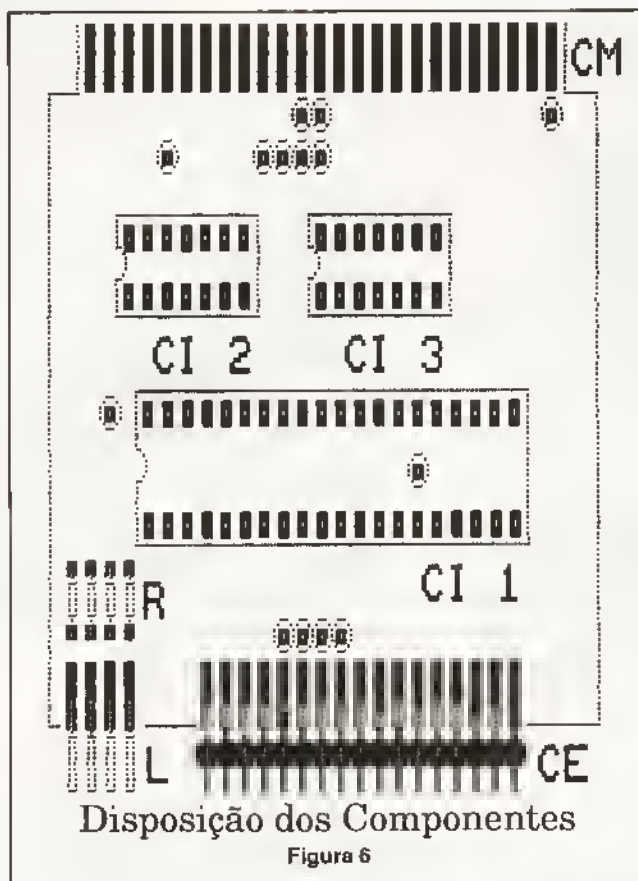 CM
CI 2 CI 3
CI 1
R
L CE
Disposição dos Componentes
Figura 6